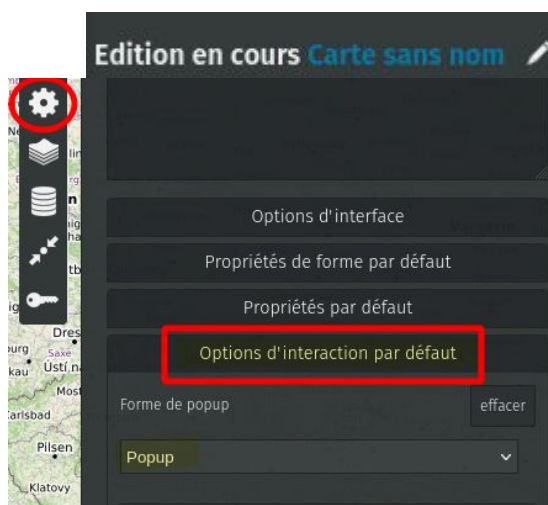 Edition en cours Carte sans nom
Options d'interface
Propriétés de forme par défaut
Propriétés par défaut
Options d'interaction par défaut
Forme de popup
effacer
Popup
Dres
Saxe
Ústí n
Most
Carlsbad
Pilsen
Klatovy